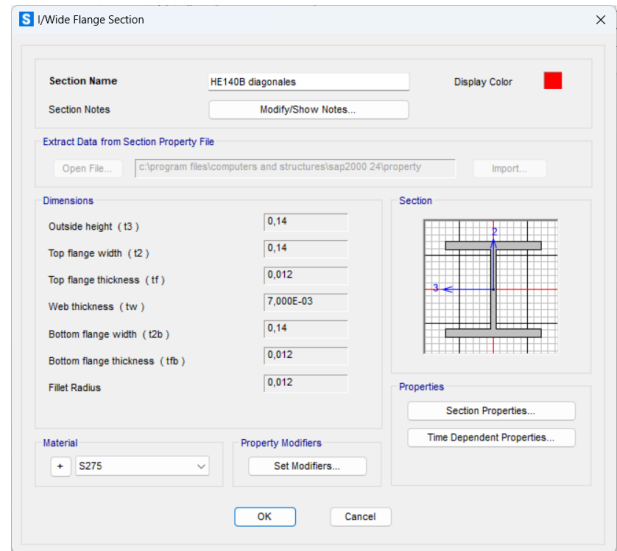 S I/Wide Flange Section
Section Name HE140B diagonales Display Color
Section Notes Modify/Show Notes...
Extract Data from Section Property File
Open File... c:\program files\computers and structures\sap2000 24\property Import...
Dimensions
Outside height ( t3 ) 0,14
Top flange width ( t2 ) 0,14
Top flange thickness ( tf ) 0,012
Web thickness ( tw ) 7,000E-03
Bottom flange width ( t2b ) 0,14
Bottom flange thickness ( tfb ) 0,012
Fillet Radius 0,012
Section
2
3
Properties
Section Properties...
Time Dependent Properties...
Material
+ S275
Property Modifiers
Set Modifiers...
OK Cancel